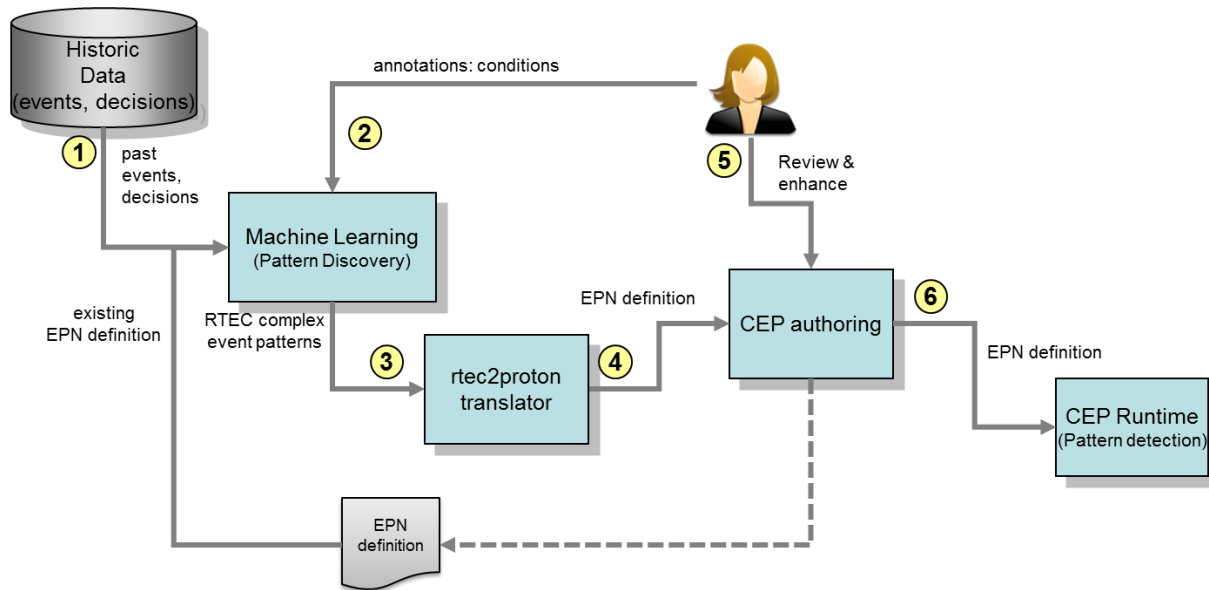 Historic
Data
(events, decisions)
annotations: conditions
1
past
events,
decisions
2
5
Review &
enhance
Machine Learning
(Pattern Discovery)
existing
EPN definition
RTEC complex
event patterns
3
rtec2proton
translator
4
EPN definition
CEP authoring
6
EPN definition
CEP Runtime
(Pattern detection)
EPN
definition